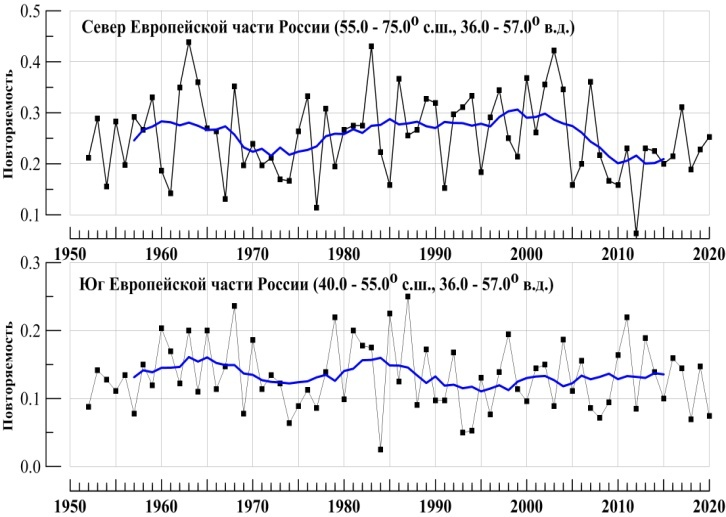 0.5
Север Европейской части России (55.0 - 75.0⁰ с.ш., 36.0 - 57.0⁰ в.д.)
0.4
Повторяемость
0.3
0.2
0.1
1950 1960 1970 1980 1990 2000 2010 2020
0.3
Юг Европейской части России (40.0 - 55.0⁰ с.ш., 36.0 - 57.0⁰ в.д.)
Повторяемость
0.2
0.1
0.0
1950 1960 1970 1980 1990 2000 2010 2020